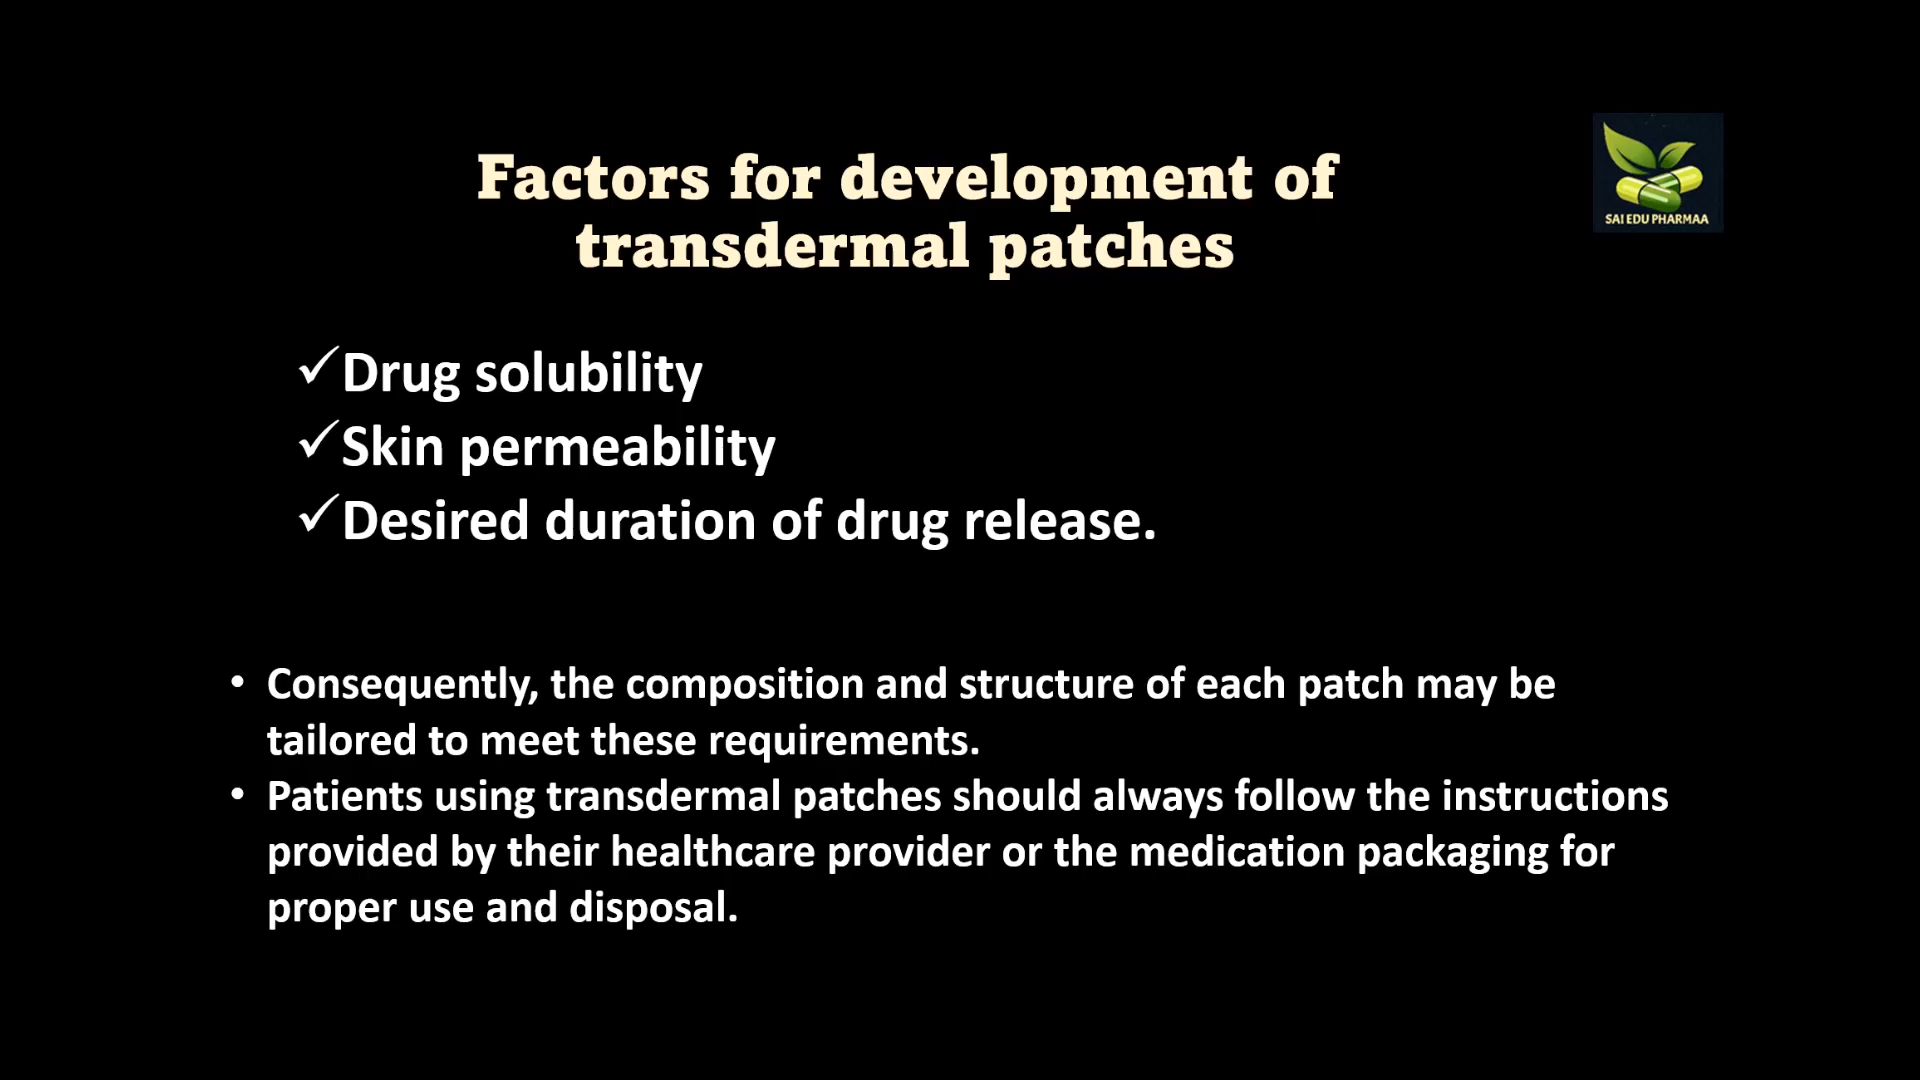 Factors for development of
transdermal patches
SAI EDU PHARMAA
✓Drug solubility
✓Skin permeability
✓Desired duration of drug release.
• Consequently, the composition and structure of each patch may be
tailored to meet these requirements.
• Patients using transdermal patches should always follow the instructions
provided by their healthcare provider or the medication packaging for
proper use and disposal.